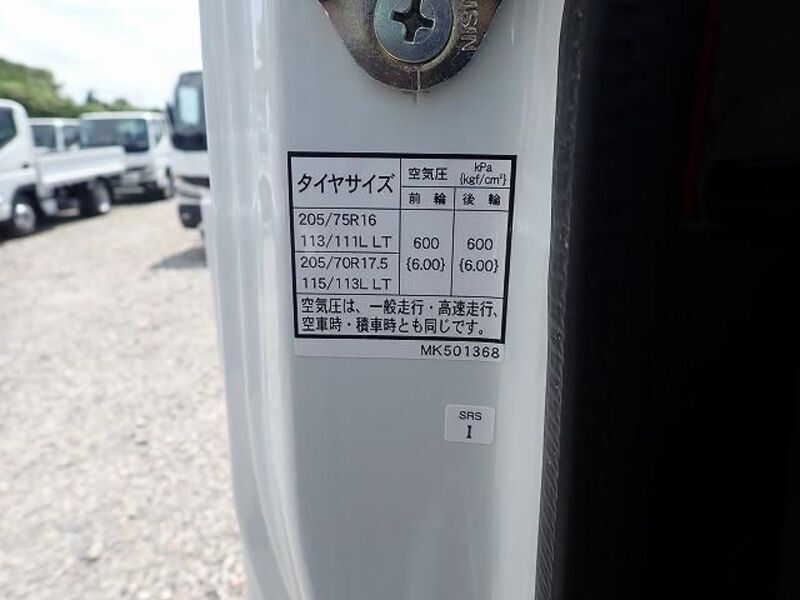 NISIN
タイヤサイズ 空気圧 kPa {kgf/cm²}
前輪 後輪
205/75R16
113/111L LT 600 600
205/70R17.5 {6.00} {6.00}
115/113L LT
空気圧は、一般走行・高速走行、
空車時・積車時とも同じです。
MK501368
SRS
I